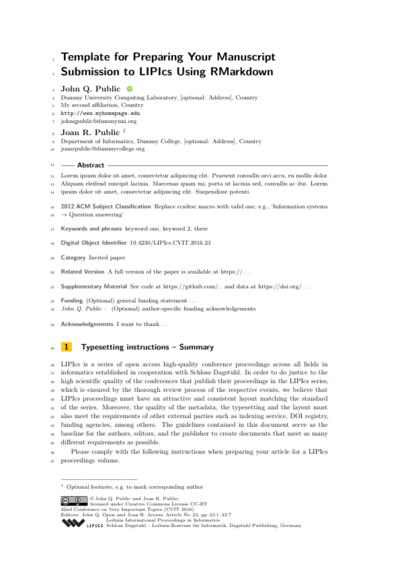 1 Template for Preparing Your Manuscript
2 Submission to LIPIcs Using RMarkdown
3 John Q. Public
4 Dummy University Computing Laboratory, [optional: Address], Country
5 My second affiliation, Country
6 http://www.myhomepage.edu
7 johnqpublic@dummyuni.org
8 Joan R. Public 1
9 Department of Informatics, Dummy College, [optional: Address], Country
10 joanrpublic@dummycollege.org
11 Abstract
12 Lorem ipsum dolor sit amet, consectetur adipiscing elit. Praesent convallis orci arcu, eu mollis dolor.
13 Aliquam eleifend suscipit lacinia. Maecenas quam mi, porta ut lacinia sed, convallis ac dui. Lorem
14 ipsum dolor sit amet, consectetur adipiscing elit. Suspendisse potenti.
15 2012 ACM Subject Classification Replace ccsdesc macro with valid one, e.g., 'Information systems
16 → Question answering'
17 Keywords and phrases keyword one, keyword 2, three
18 Digital Object Identifier 10.4230/LIPIcs.CVIT.2016.23
19 Category Invited paper
20 Related Version A full version of the paper is available at https://...
21 Supplementary Material See code at https://github.com/.. and data at https://doi.org/...
22 Funding (Optional) general funding statement ...
23 John Q. Public : (Optional) author-specific funding acknowledgements
24 Acknowledgements I want to thank ...
25 1 Typesetting instructions – Summary
26 LIPIcs is a series of open access high-quality conference proceedings across all fields in
27 informatics established in cooperation with Schloss Dagstuhl. In order to do justice to the
28 high scientific quality of the conferences that publish their proceedings in the LIPIcs series,
29 which is ensured by the thorough review process of the respective events, we believe that
30 LIPIcs proceedings must have an attractive and consistent layout matching the standard
31 of the series. Moreover, the quality of the metadata, the typesetting and the layout must
32 also meet the requirements of other external parties such as indexing service, DOI registry,
33 funding agencies, among others. The guidelines contained in this document serve as the
34 baseline for the authors, editors, and the publisher to create documents that meet as many
35 different requirements as possible.
36 Please comply with the following instructions when preparing your article for a LIPIcs
37 proceedings volume.
1 Optional footnote, e.g. to mark corresponding author
© John Q. Public and Joan R. Public;
licensed under Creative Commons License CC-BY
42nd Conference on Very Important Topics (CVIT 2016).
Editors: John Q. Open and Joan R. Access; Article No. 23; pp. 23:1–23:7
Leibniz International Proceedings in Informatics
LIPICS Schloss Dagstuhl – Leibniz-Zentrum für Informatik, Dagstuhl Publishing, Germany